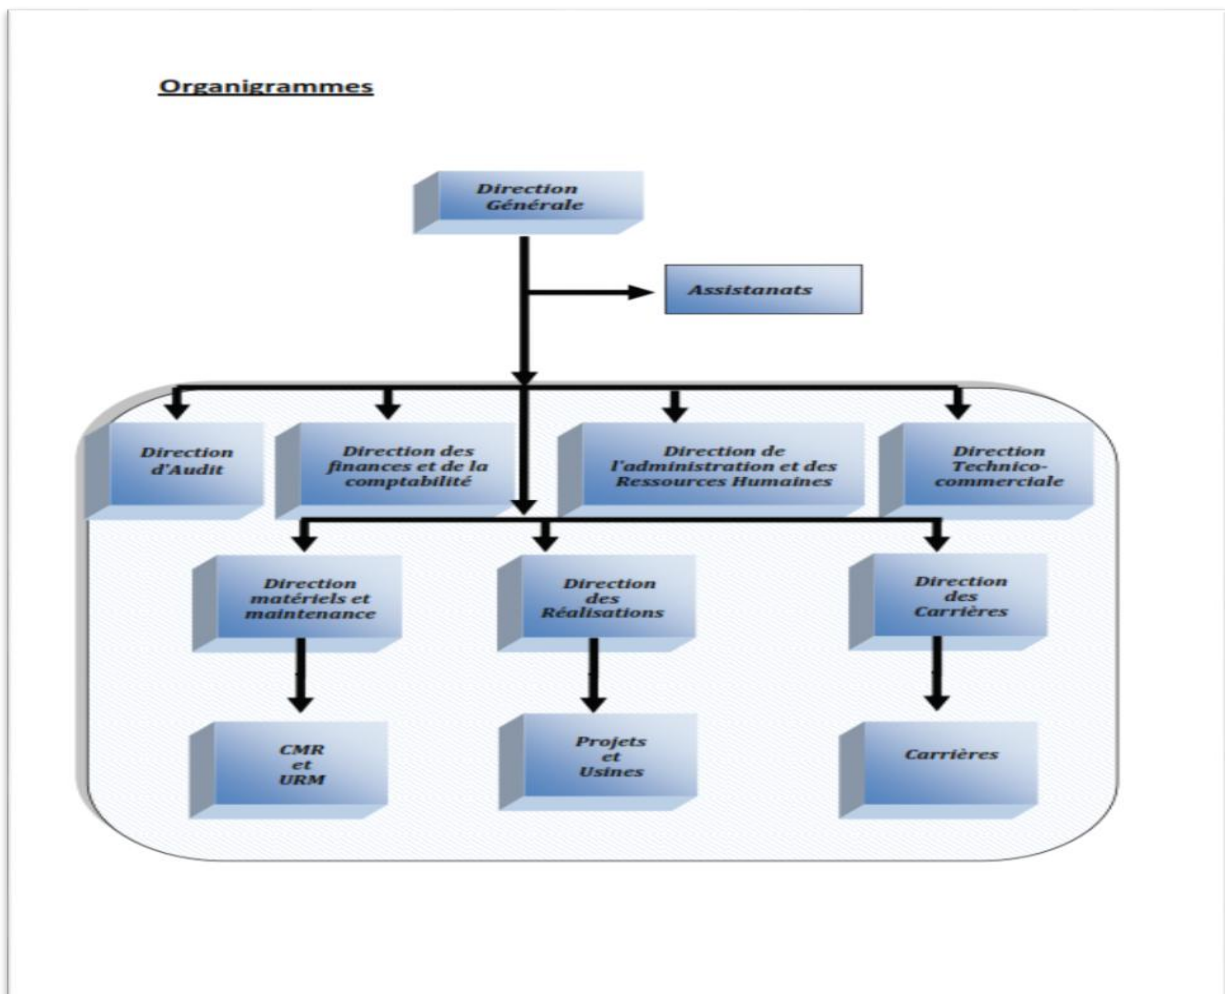 Organigrammes
Direction
Générale
Assistanats
Direction
d'Audit
Direction des
finances et de la
comptabilité
Direction de
l'administration et des
Ressources Humaines
Direction
Technico-
commerciale
Direction
matériels et
maintenance
Direction
des
Réalisations
Direction
des
Carrières
CMR
et
URM
Projets
et
Usines
Carrières